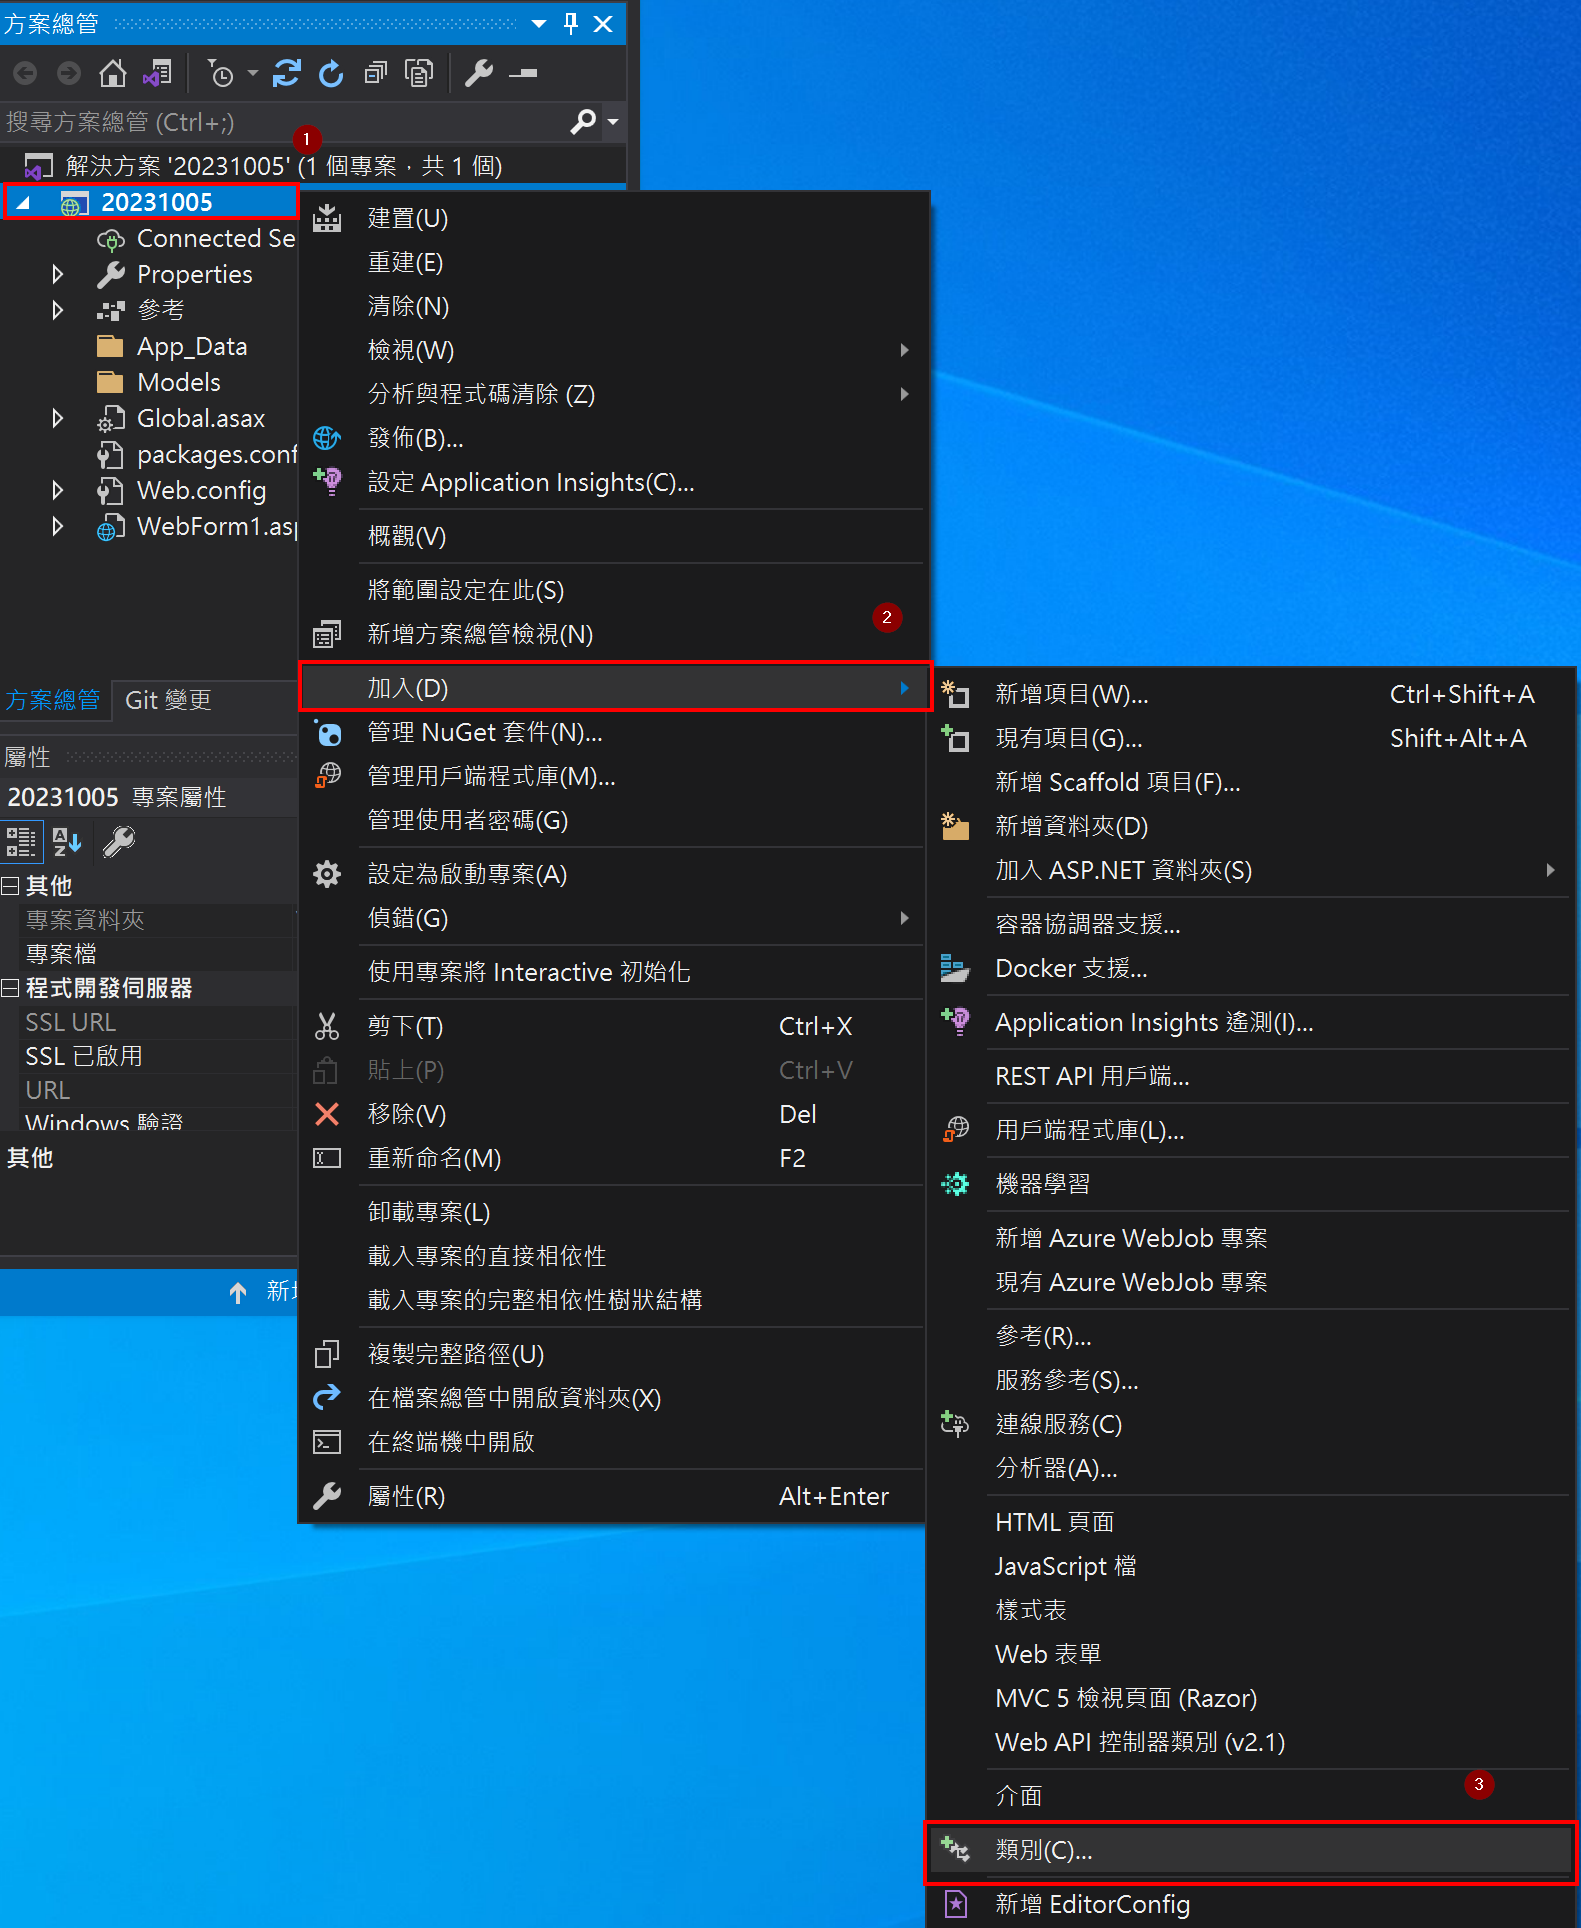 方案總管
搜尋方案總管 (Ctrl+;)
1
解決方案 '20231005' (1 個專案，共 1 個)
20231005
Connected Se
Properties
參考
App_Data
Models
Global.asax
packages.conf
Web.config
WebForm1.asp
方案總管
Git 變更
屬性
20231005 專案屬性
其他
專案資料夾
專案檔
程式開發伺服器
SSL URL
SSL 已啟用
URL
Windows 驗證
其他
建置(U)
重建(E)
清除(N)
檢視(W)
分析與程式碼清除 (Z)
發佈(B)...
設定 Application Insights(C)...
概觀(V)
將範圍設定在此(S)
新增方案總管檢視(N)
2
加入(D)
管理 NuGet 套件(N)...
管理用戶端程式庫(M)...
管理使用者密碼(G)
設定為啟動專案(A)
偵錯(G)
使用專案將 Interactive 初始化
剪下(T) Ctrl+X
貼上(P) Ctrl+V
移除(V) Del
重新命名(M) F2
卸載專案(L)
載入專案的直接相依性
載入專案的完整相依性樹狀結構
複製完整路徑(U)
在檔案總管中開啟資料夾(X)
在終端機中開啟
屬性(R) Alt+Enter
新增項目(W)... Ctrl+Shift+A
現有項目(G)... Shift+Alt+A
新增 Scaffold 項目(F)...
新增資料夾(D)
加入 ASP.NET 資料夾(S)
容器協調器支援...
Docker 支援...
Application Insights 遙測(I)...
REST API 用戶端...
用戶端程式庫(L)...
機器學習
新增 Azure WebJob 專案
現有 Azure WebJob 專案
參考(R)...
服務參考(S)...
連線服務(C)
分析器(A)...
HTML 頁面
JavaScript 檔
樣式表
Web 表單
MVC 5 檢視頁面 (Razor)
Web API 控制器類別 (v2.1)
介面
3
類別(C)...
新增 EditorConfig